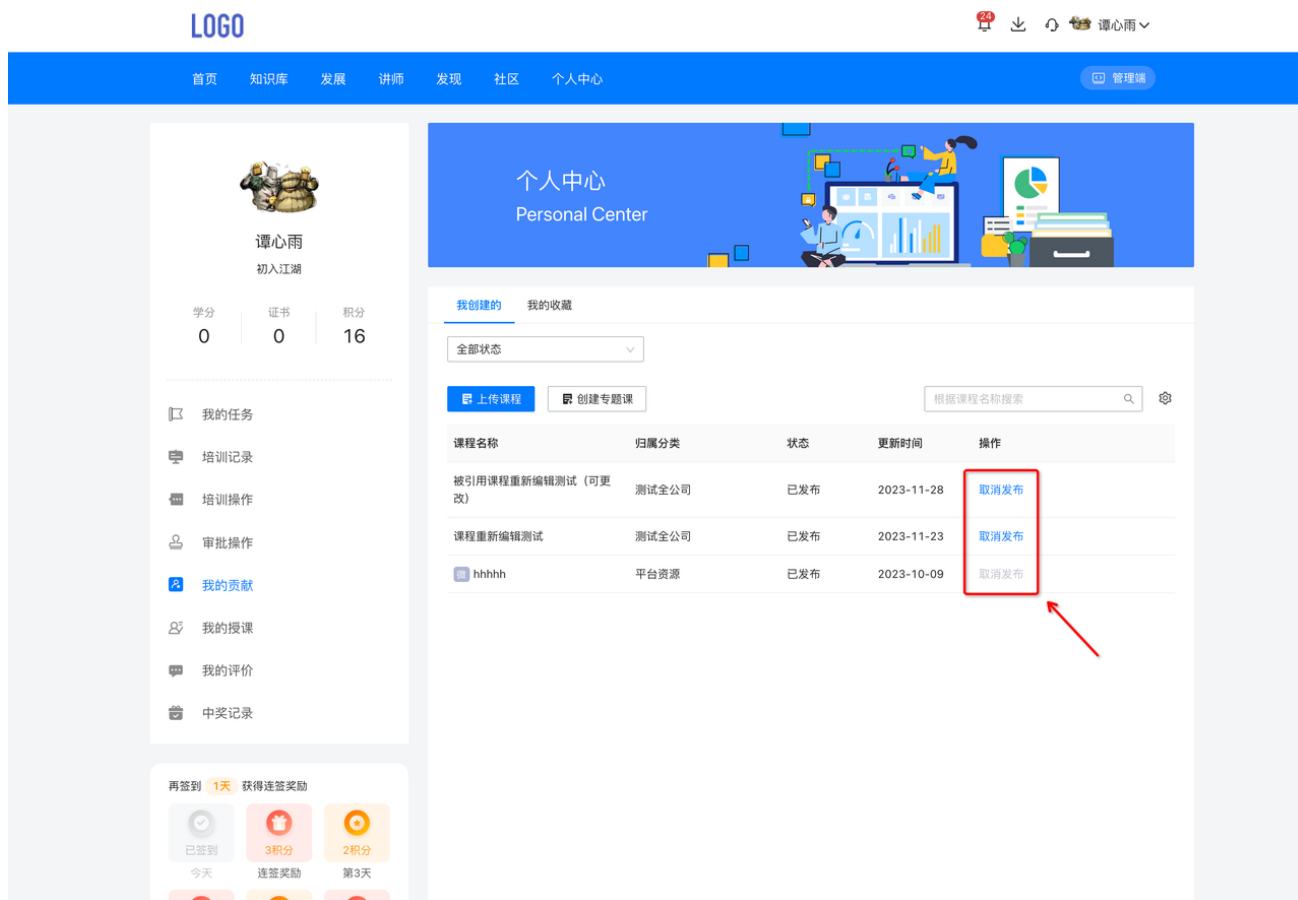 LOGO
24
谭心雨
首页 知识库 发展 讲师 发现 社区 个人中心 管理端
谭心雨
初入江湖
学分 证书 积分
0 0 16
我的任务
培训记录
培训操作
审批操作
我的贡献
我的授课
我的评价
中奖记录
再签到 1天 获得连签奖励
已签到 3积分 2积分
今天 连签奖励 第3天
个人中心
Personal Center
我创建的 我的收藏
全部状态
上传课程 创建专题课 根据课程名称搜索
课程名称 归属分类 状态 更新时间 操作
被引用课程重新编辑测试（可更
改） 测试全公司 已发布 2023-11-28 取消发布
课程重新编辑测试 测试全公司 已发布 2023-11-23 取消发布
微 hhhhh 平台资源 已发布 2023-10-09 取消发布